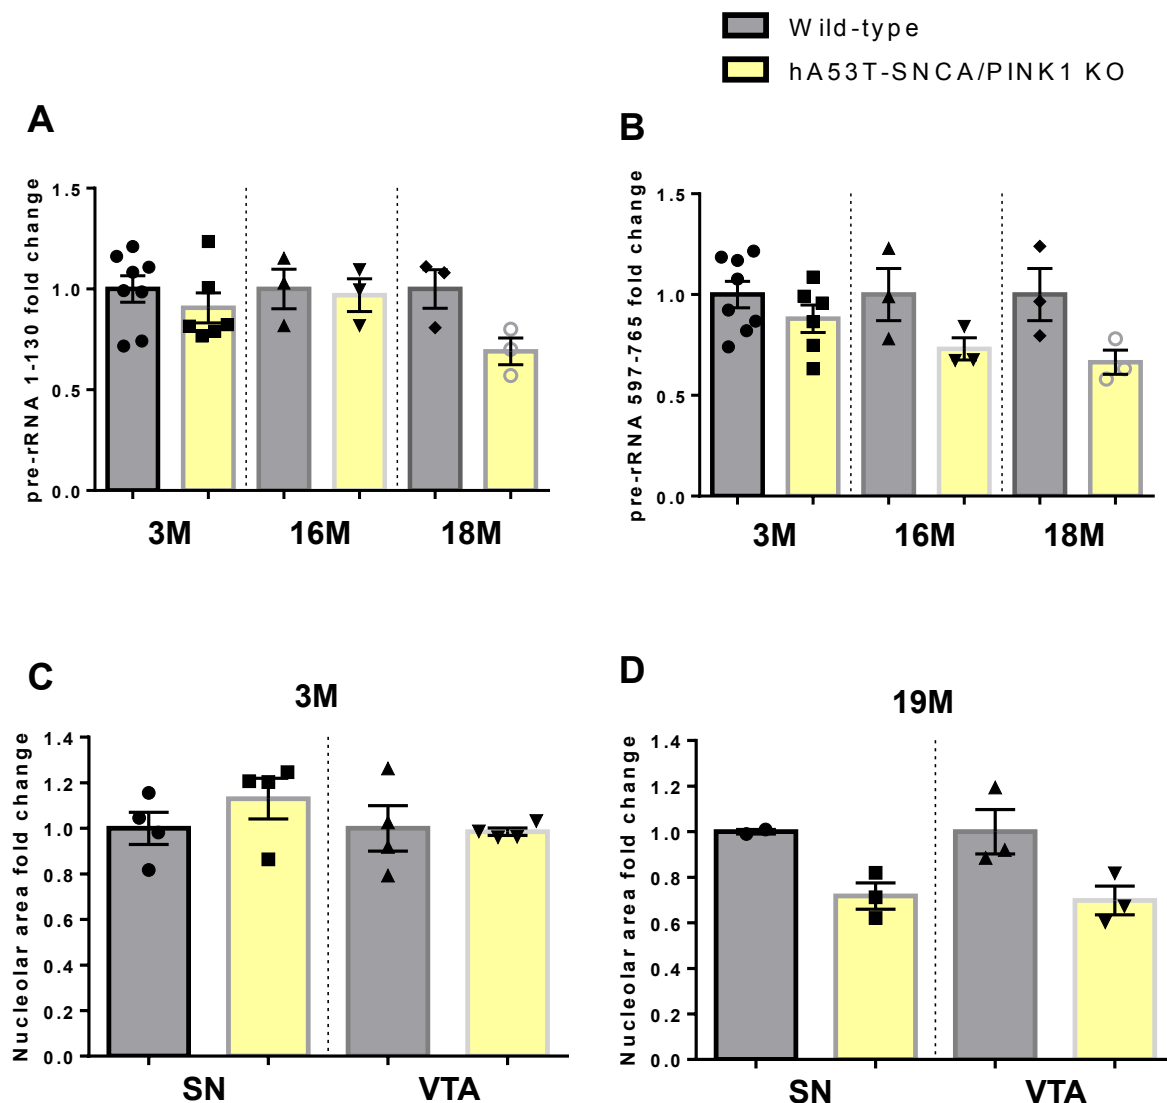 Wild-type
hA53T-SNCA/PINK1 KO
A
pre-rRNA 1-130 fold change
1.5
1.0
0.5
0.0
3M 16M 18M
B
pre-rRNA 597-765 fold change
1.5
1.0
0.5
0.0
3M 16M 18M
C
3M
Nucleolar area fold change
1.4
1.2
1.0
0.8
0.6
0.4
0.2
0.0
SN VTA
D
19M
Nucleolar area fold change
1.4
1.2
1.0
0.8
0.6
0.4
0.2
0.0
SN VTA